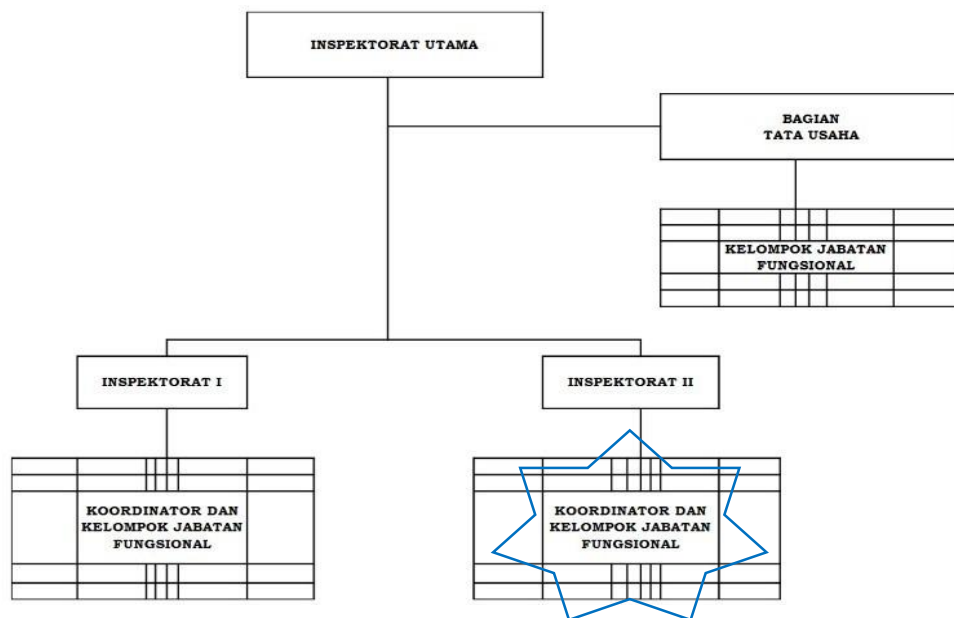 INSPEKTORAT UTAMA
BAGIAN
TATA USAHA
KELOMPOK JABATAN
FUNGSIONAL
INSPEKTORAT I
INSPEKTORAT II
KOORDINATOR DAN
KELOMPOK JABATAN
FUNGSIONAL
KOORDINATOR DAN
KELOMPOK JABATAN
FUNGSIONAL